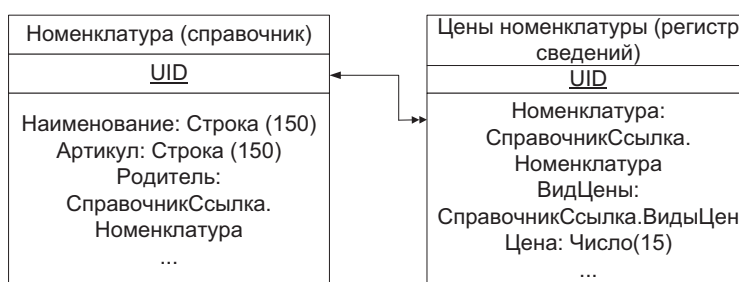 Номенклатура (справочник)
UID
Наименование: Строка (150)
Артикул: Строка (150)
Родитель:
СправочникСсылка.
Номенклатура
...
Цены номенклатуры (регистр
сведений)
UID
Номенклатура:
СправочникСсылка.
Номенклатура
ВидЦены:
СправочникСсылка.ВидыЦен
Цена: Число(15)
...